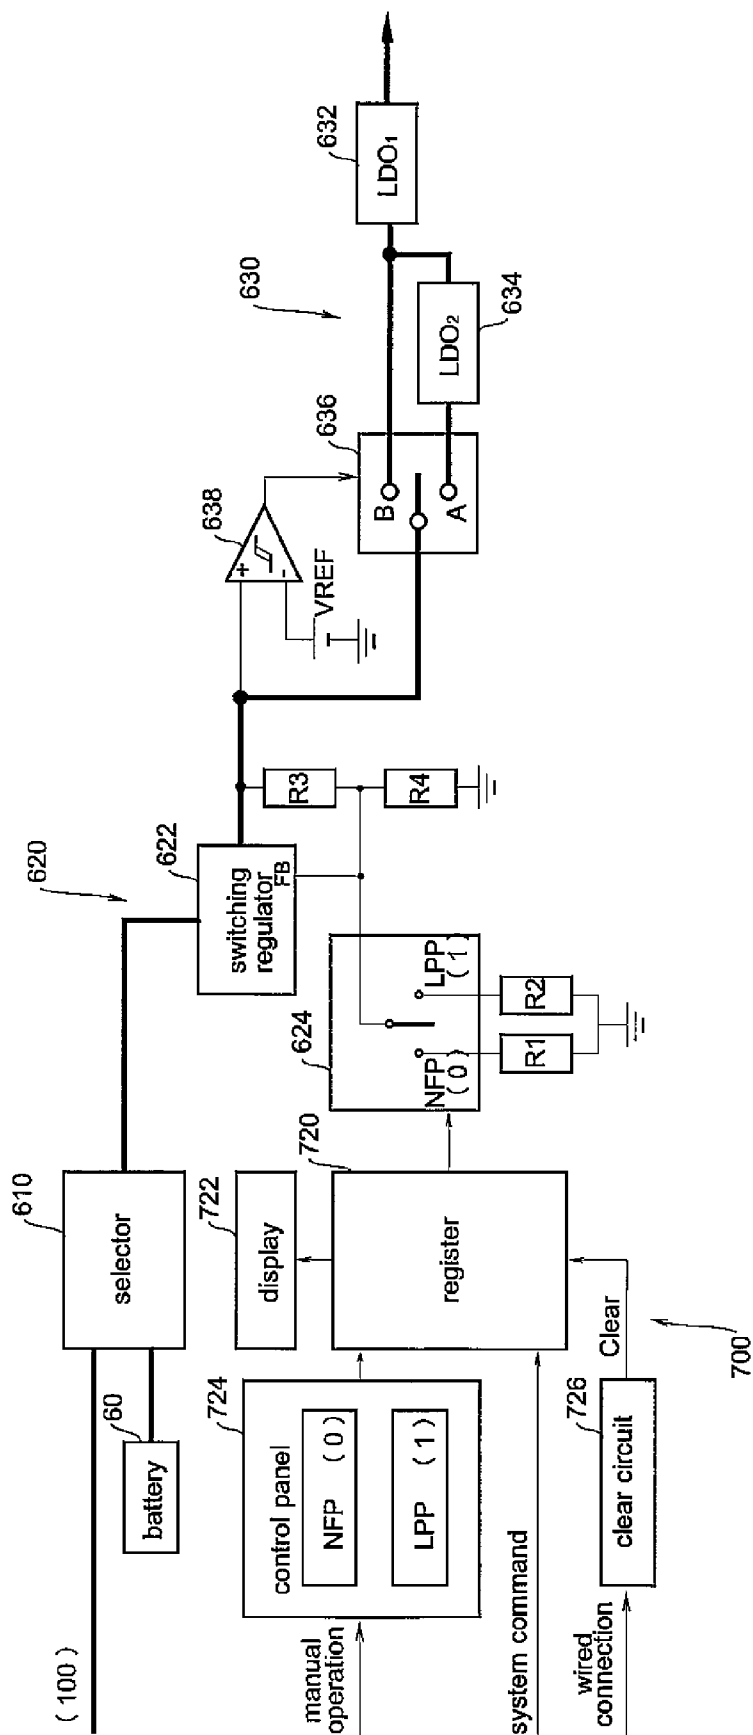 ( 100 )
battery
60
selector
610
620
622
switching
regulator
FB
R3
R4
VREF
+
-
638
636
B
A
630
LDO2
634
LDO1
632
manual
operation
control panel
NFP ( 0 )
LPP ( 1 )
724
display
722
register
720
624
NFP
( 0 )
LPP
( 1 )
R1
R2
system command
wired
connection
clear circuit
726
Clear
700